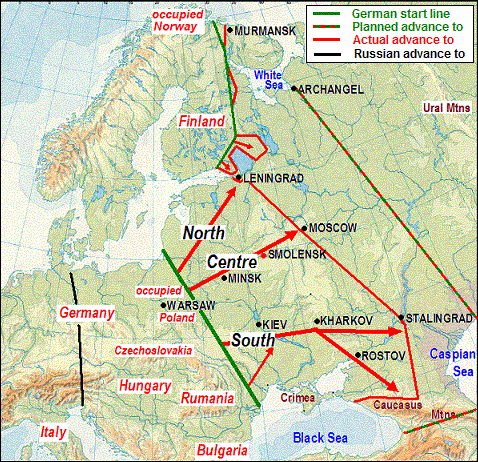 German start line
Planned advance to
Actual advance to
Russian advance to
occupied
Norway
MURMANSK
White
Sea
ARCHANGEL
Ural Mtns
Finland
LENINGRAD
North
MOSCOW
Centre
SMOLENSK
MINSK
occupied
WARSAW
Poland
Germany
KIEV
KHARKOV
STALINGRAD
South
Czechoslovakia
ROSTOV
Caspian
Sea
Hungary
Rumania
Crimea
Caucasus
Mtns
Italy
Black Sea
Bulgaria